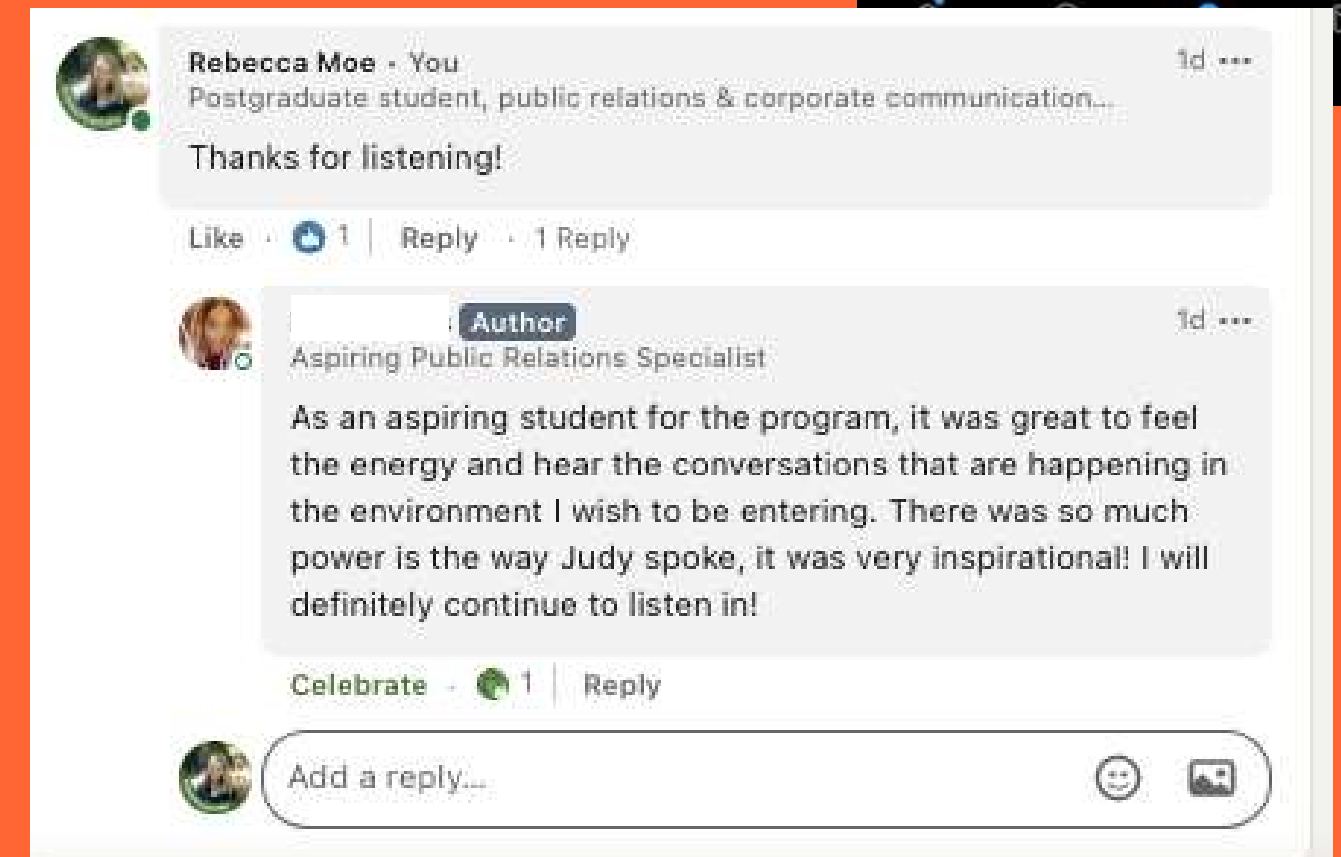 Rebecca Moe • You
1d •••
Postgraduate student, public relations & corporate communication...
Thanks for listening!
Like · 1 | Reply · 1 Reply
Author
1d •••
Aspiring Public Relations Specialist
As an aspiring student for the program, it was great to feel
the energy and hear the conversations that are happening in
the environment I wish to be entering. There was so much
power is the way Judy spoke, it was very inspirational! I will
definitely continue to listen in!
Celebrate · 1 | Reply
Add a reply...